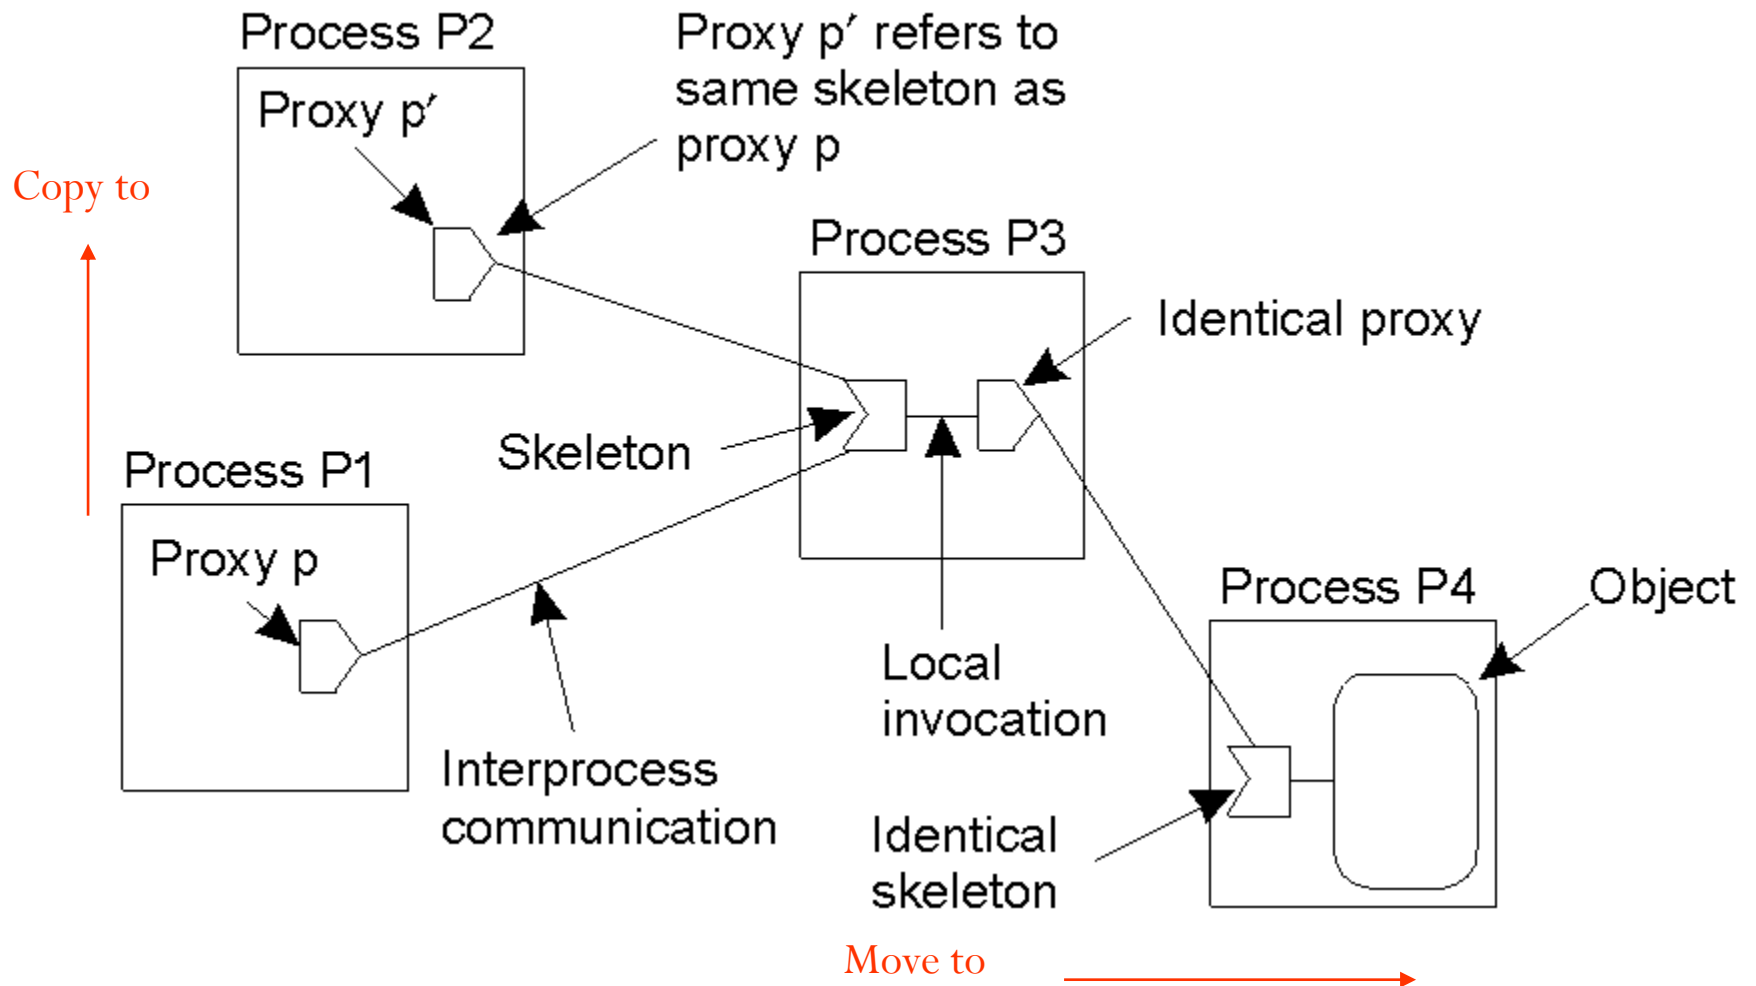 Process P2
Proxy p′ refers to
same skeleton as
proxy p
Proxy p′
Copy to
Process P3
Identical proxy
Skeleton
Process P1
Proxy p
Process P4
Object
Local
invocation
Interprocess
communication
Identical
skeleton
Move to